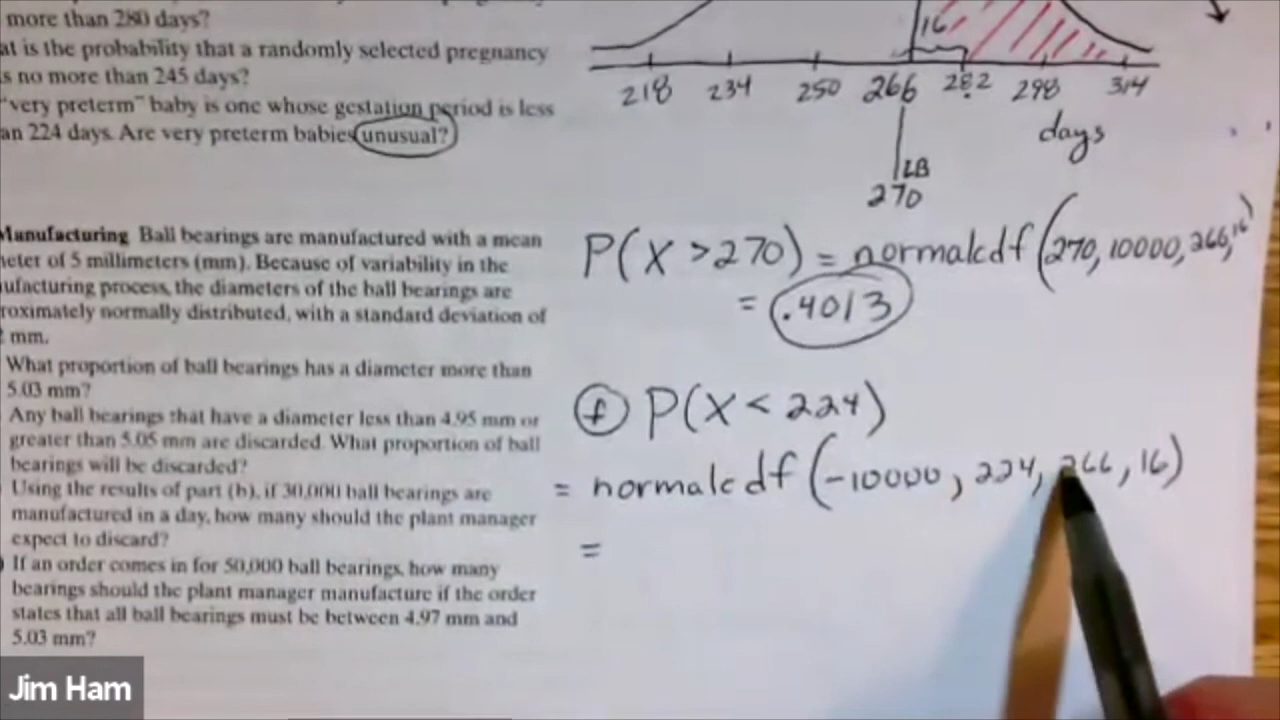 more than 280 days?
at is the probability that a randomly selected pregnancy
s no more than 245 days?
"very preterm" baby is one whose gestation period is less
an 224 days. Are very preterm babies unusual?
Manufacturing Ball bearings are manufactured with a mean
meter of 5 millimeters (mm). Because of variability in the
ufacturing process, the diameters of the ball bearings are
roximately normally distributed, with a standard deviation of
mm.
What proportion of ball bearings has a diameter more than
5.03 mm?
Any ball bearings that have a diameter less than 4.95 mm or
greater than 5.05 mm are discarded. What proportion of ball
bearings will be discarded?
Using the results of part (b), if 30,000 ball bearings are
manufactured in a day, how many should the plant manager
expect to discard?
If an order comes in for 50,000 ball bearings, how many
bearings should the plant manager manufacture if the order
states that all ball bearings must be between 4.97 mm and
5.03 mm?
16
218 234 250 266 282 298 314
days
LB
270
P(X > 270) = normalcdf(270, 10000, 266, 16)
= .4013
f P(X < 224)
= normalcdf(-10000, 224, 266, 16)
=
Jim Ham